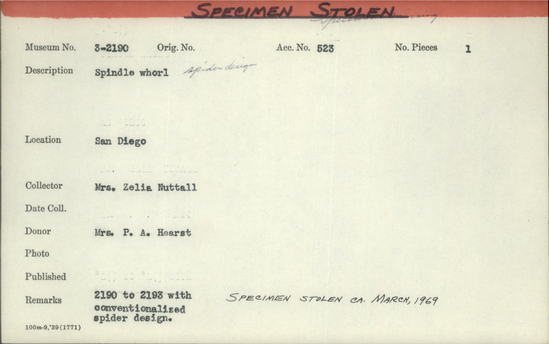 SPECIMEN STOLEN
Museum No. 3-2190 Orig. No. Acc. No. 523 No. Pieces 1
Description Spindle whorl spider design
Location San Diego
Collector Mrs. Zelia Nuttall
Date Coll.
Donor Mrs. P. A. Hearst
Photo
Published
Remarks 2190 to 2193 with SPECIMEN STOLEN CA. MARCH, 1969
conventionalized
spider design.
100m-9,'29(1771)